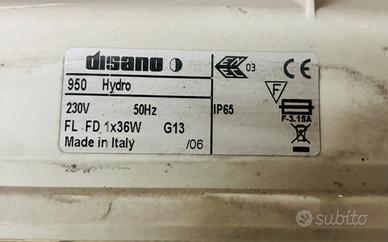 disano
03
CE
950 Hydro
F
230V 50Hz
IP65
F-3.15A
FL FD 1x36W G13
Made in Italy /06
subito